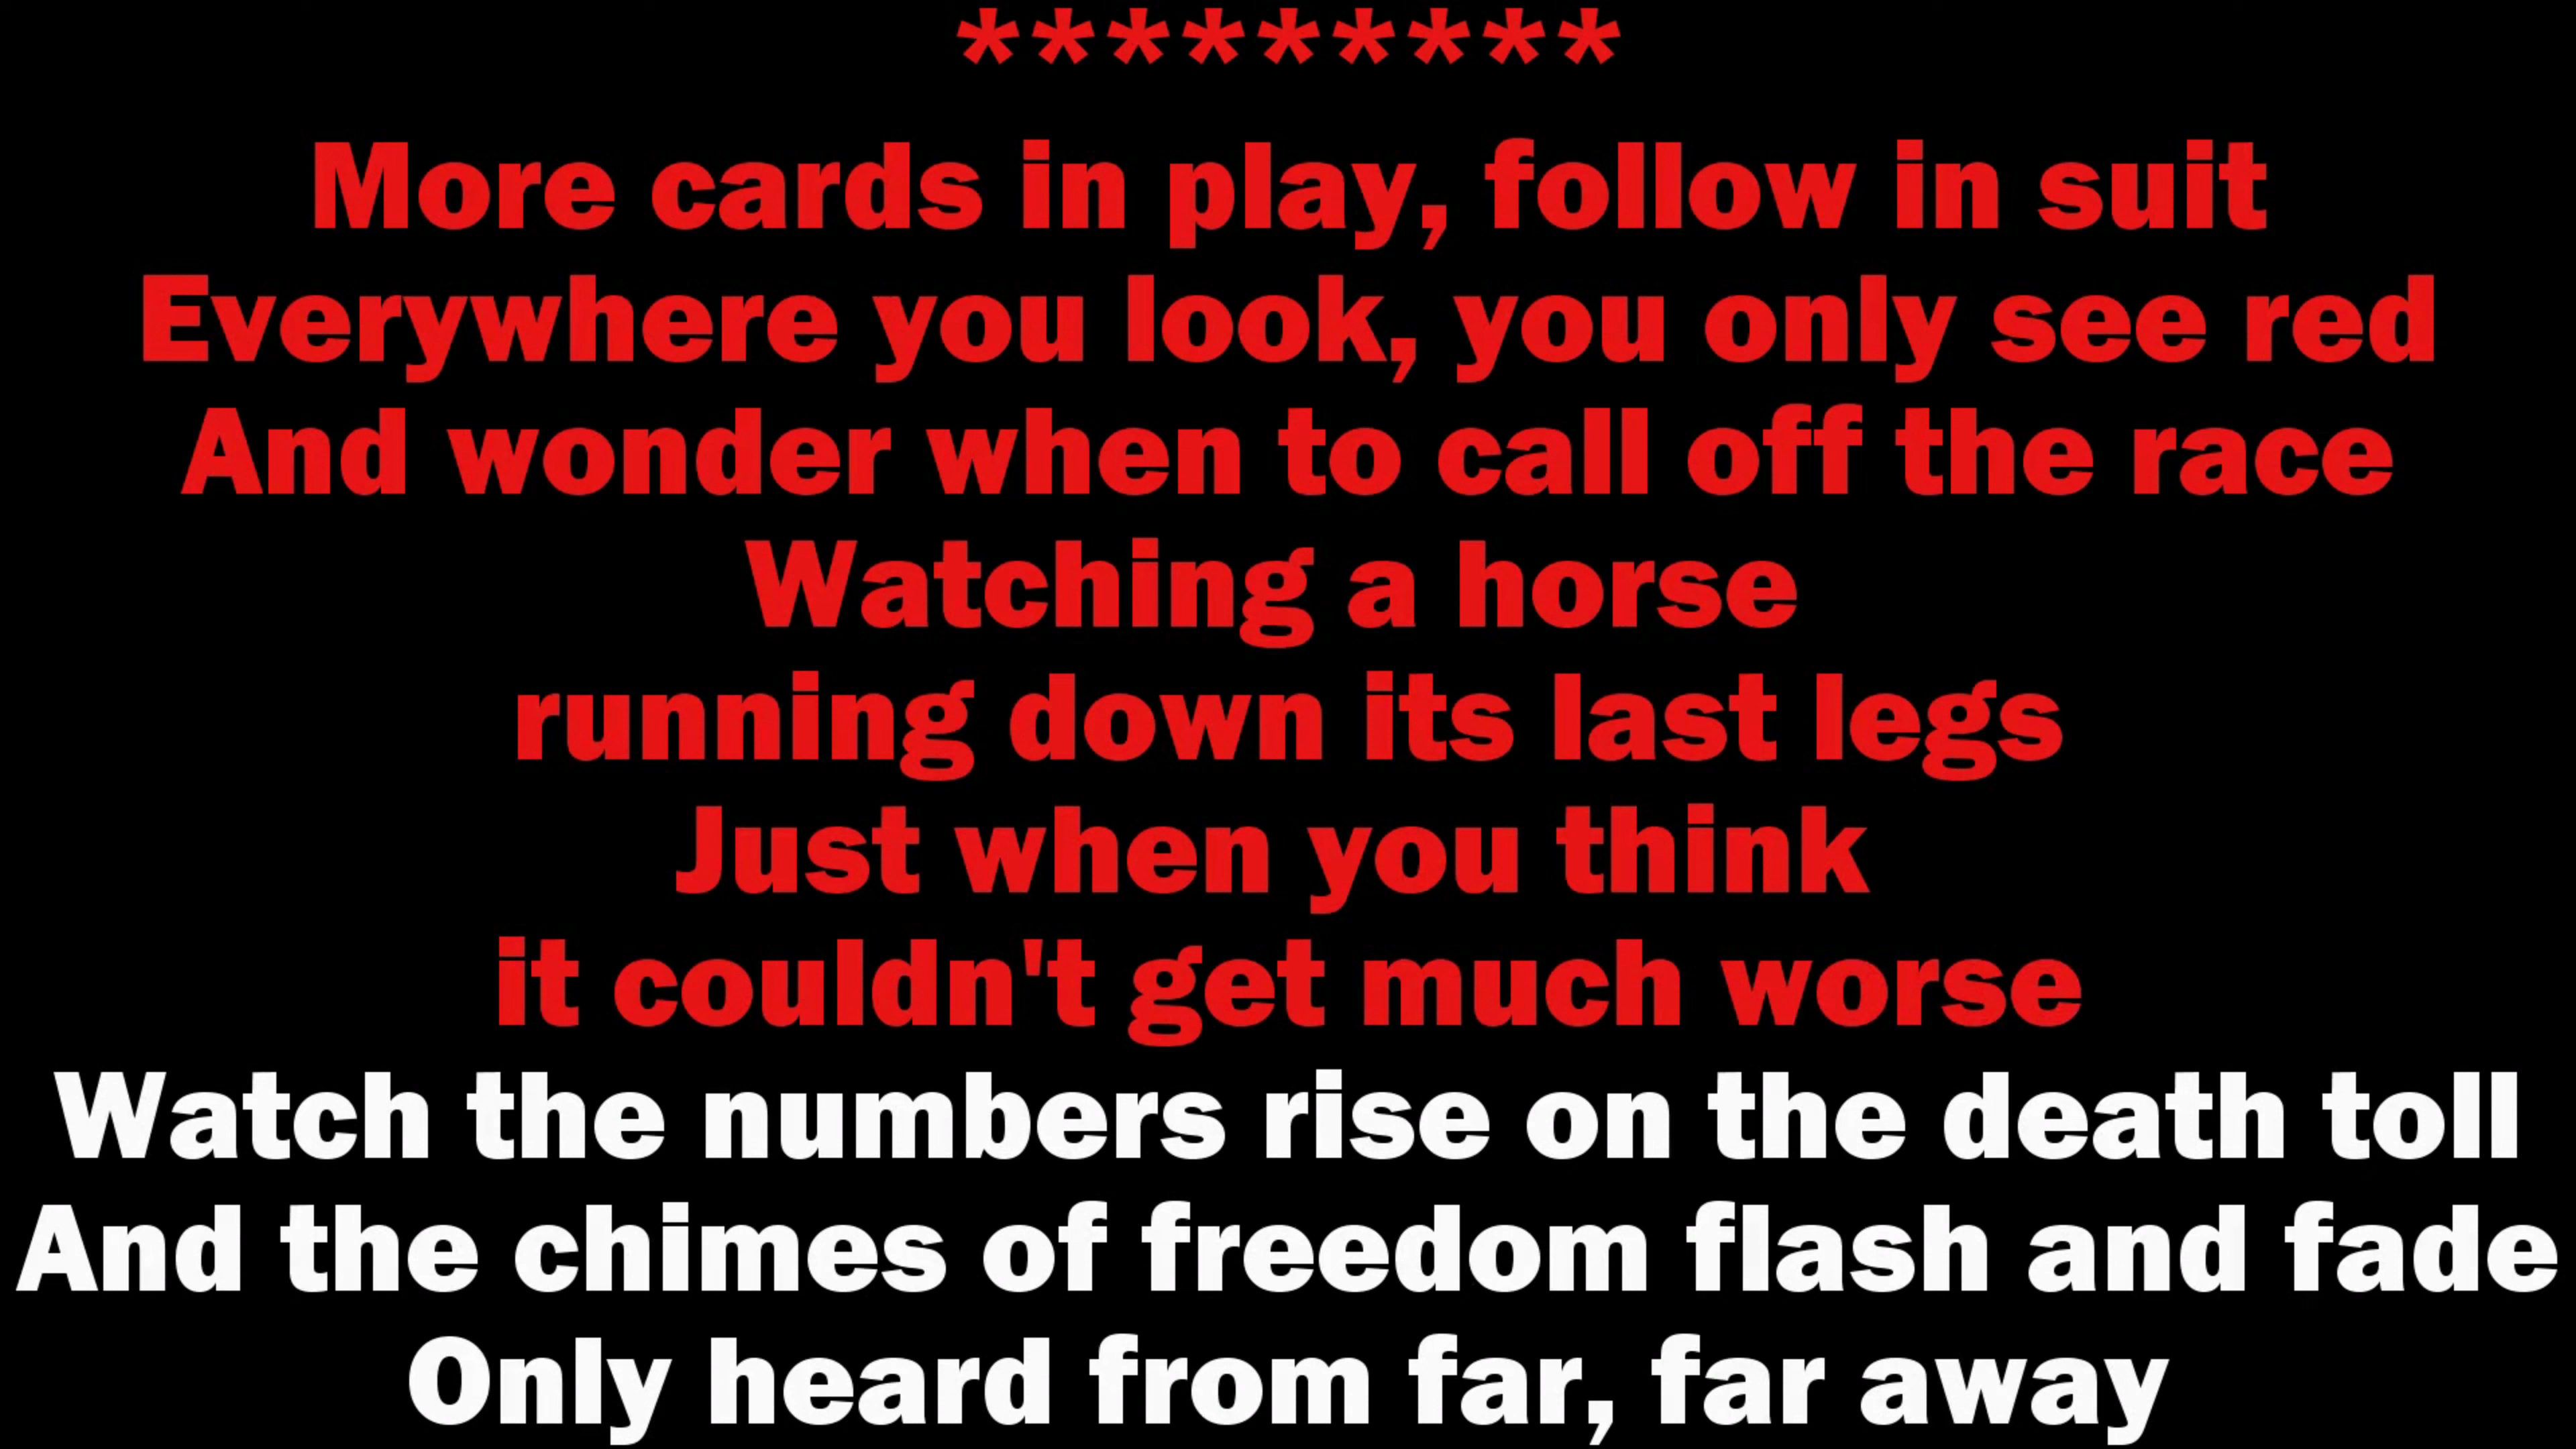 *********
More cards in play, follow in suit
Everywhere you look, you only see red
And wonder when to call off the race
Watching a horse
running down its last legs
Just when you think
it couldn't get much worse
Watch the numbers rise on the death toll
And the chimes of freedom flash and fade
Only heard from far, far away